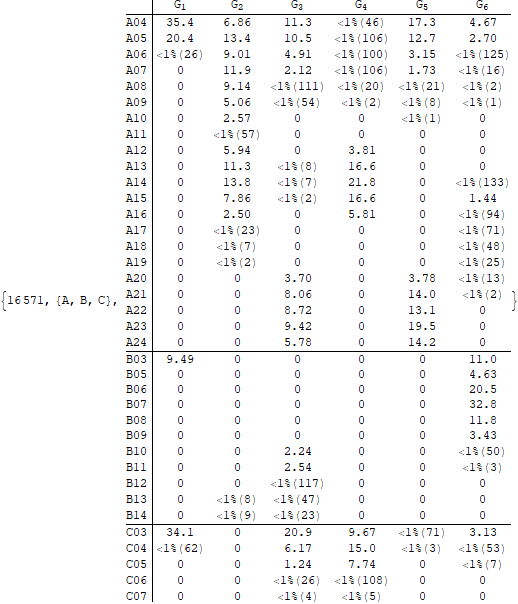 G1 G2 G3 G4 G5 G6
A04 35.4 6.86 11.3 <1%(46) 17.3 4.67
A05 20.4 13.4 10.5 <1%(106) 12.7 2.70
A06 <1%(26) 9.01 4.91 <1%(100) 3.15 <1%(125)
A07 0 11.9 2.12 <1%(106) 1.73 <1%(16)
A08 0 9.14 <1%(111) <1%(20) <1%(21) <1%(2)
A09 0 5.06 <1%(54) <1%(2) <1%(8) <1%(1)
A10 0 2.57 0 0 <1%(1) 0
A11 0 <1%(57) 0 0 0 0
A12 0 5.94 0 3.81 0 0
A13 0 11.3 <1%(8) 16.6 0 0
A14 0 13.8 <1%(7) 21.8 0 <1%(133)
A15 0 7.86 <1%(2) 16.6 0 1.44
A16 0 2.50 0 5.81 0 <1%(94)
A17 0 <1%(23) 0 0 0 <1%(71)
A18 0 <1%(7) 0 0 0 <1%(48)
A19 0 <1%(2) 0 0 0 <1%(25)
A20 0 0 3.70 0 3.78 <1%(13)
{16571, {A, B, C}, A21 0 0 8.06 0 14.0 <1%(2) }
A22 0 0 8.72 0 13.1 0
A23 0 0 9.42 0 19.5 0
A24 0 0 5.78 0 14.2 0
B03 9.49 0 0 0 0 11.0
B05 0 0 0 0 0 4.63
B06 0 0 0 0 0 20.5
B07 0 0 0 0 0 32.8
B08 0 0 0 0 0 11.8
B09 0 0 0 0 0 3.43
B10 0 0 2.24 0 0 <1%(50)
B11 0 0 2.54 0 0 <1%(3)
B12 0 0 <1%(117) 0 0 0
B13 0 <1%(8) <1%(47) 0 0 0
B14 0 <1%(9) <1%(23) 0 0 0
C03 34.1 0 20.9 9.67 <1%(71) 3.13
C04 <1%(62) 0 6.17 15.0 <1%(3) <1%(53)
C05 0 0 1.24 7.74 0 <1%(7)
C06 0 0 <1%(26) <1%(108) 0 0
C07 0 0 <1%(4) <1%(5) 0 0